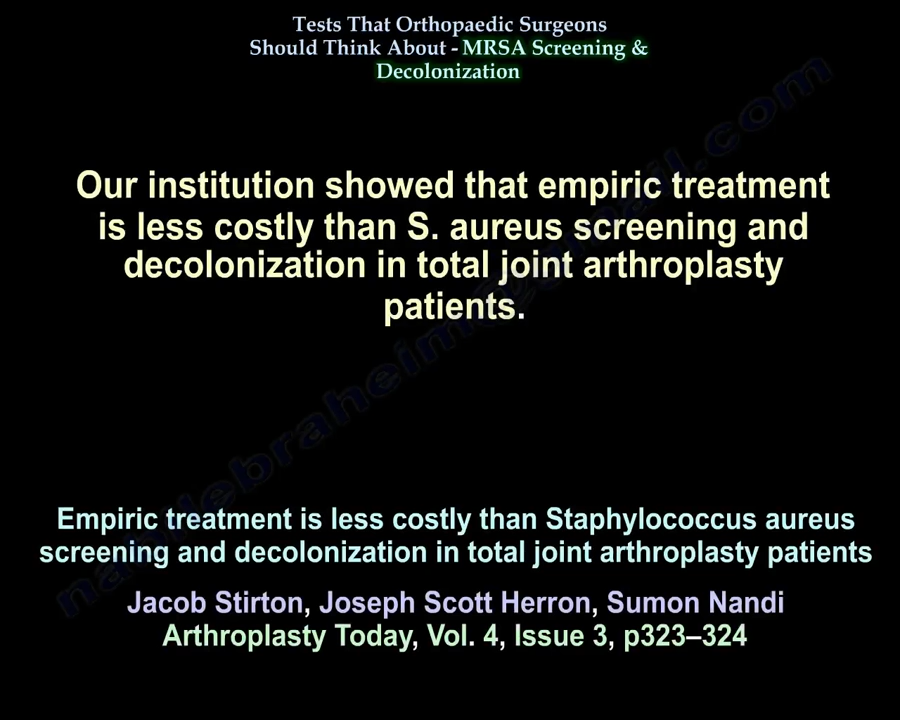 Tests That Orthopaedic Surgeons
Should Think About - MRSA Screening &
Decolonization
Our institution showed that empiric treatment
is less costly than S. aureus screening and
decolonization in total joint arthroplasty
patients.
nabilebraheim@gmail.com
Empiric treatment is less costly than Staphylococcus aureus
screening and decolonization in total joint arthroplasty patients
Jacob Stirton, Joseph Scott Herron, Sumon Nandi
Arthroplasty Today, Vol. 4, Issue 3, p323–324